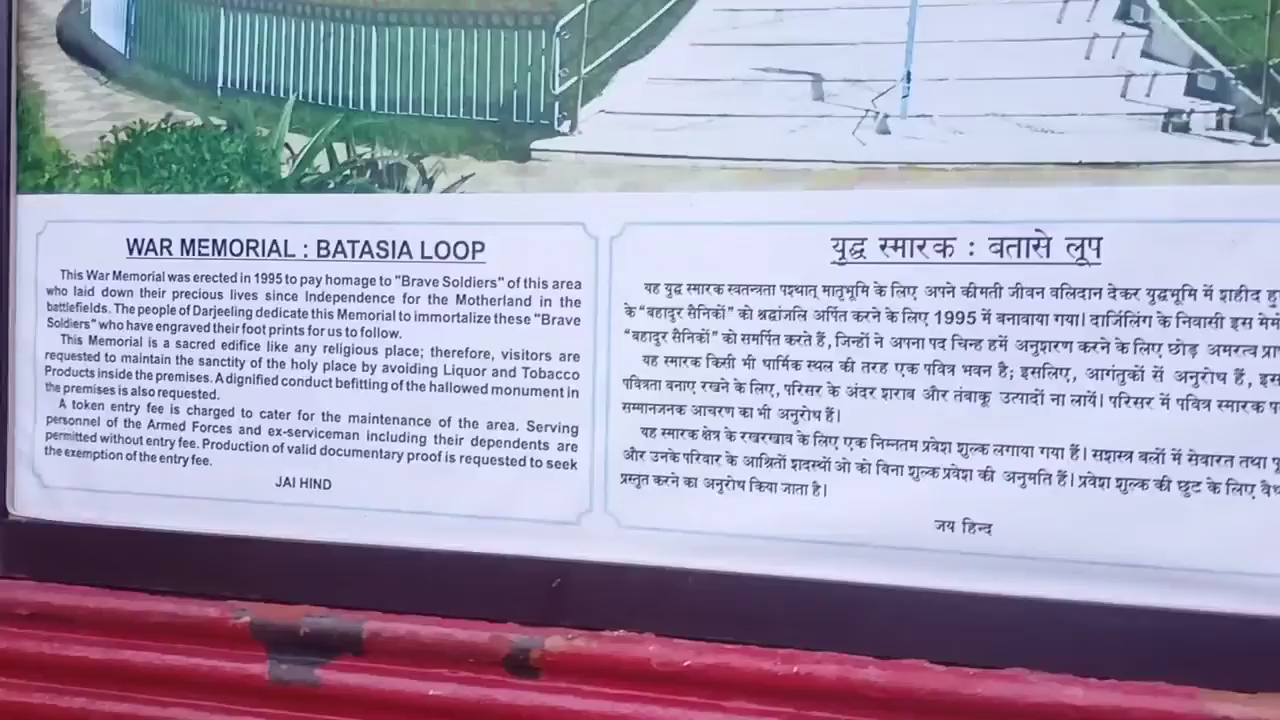 WAR MEMORIAL : BATASIA LOOP
This War Memorial was erected in 1995 to pay homage to "Brave Soldiers" of this area
who laid down their precious lives since Independence for the Motherland in the
battlefields. The people of Darjeeling dedicate this Memorial to immortalize these "Brave
Soldiers" who have engraved their foot prints for us to follow.
This Memorial is a sacred edifice like any religious place; therefore, visitors are
requested to maintain the sanctity of the holy place by avoiding Liquor and Tobacco
Products inside the premises. A dignified conduct befitting of the hallowed monument in
the premises is also requested.
A token entry fee is charged to cater for the maintenance of the area. Serving
personnel of the Armed Forces and ex-serviceman including their dependents are
permitted without entry fee. Production of valid documentary proof is requested to seek
the exemption of the entry fee.
JAI HIND
युद्ध स्मारक : बतासे लूप
यह युद्ध स्मारक स्वतन्त्रता पश्चात् मातृभूमि के लिए अपने कीमती जीवन बलिदान देकर युद्धभूमि में शहीद
के "बहादुर सैनिकों" को श्रद्धांजलि अर्पित करने के लिए 1995 में बनावाया गया। दार्जिलिंग के निवासी इस
"बहादुर सैनिकों" को समर्पित करते हैं, जिन्होंने अपना पद चिन्ह हमें अनुशरण करने के लिए छोड़ अमरत्व
यह स्मारक किसी भी धार्मिक स्थल की तरह एक पवित्र भवन है; इसलिए, आगंतुकों सें अनुरोध हैं,
पवित्रता बनाए रखने के लिए, परिसर के अंदर शराब और तंबाकू उत्पादों ना लायें। परिसर में पवित्र स्मारक
सम्मानजनक आचरण का भी अनुरोध हैं।
यह स्मारक क्षेत्र के रखरखाव के लिए एक निम्नतम प्रवेश शुल्क लगाया गया हैं। सशस्त्र बलों में सेवारत तथा
और उनके परिवार के आश्रितों शदस्थों ओ को बिना शुल्क प्रवेश की अनुमति हैं। प्रवेश शुल्क की छुट के लिए
प्रस्तुत करने का अनुरोध किया जाता है।
जय हिन्द